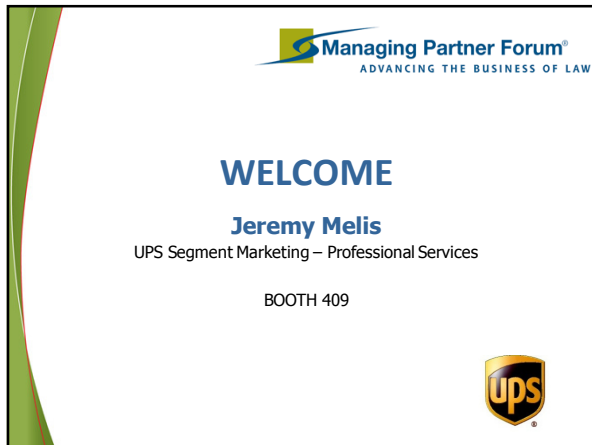 Managing Partner Forum®
ADVANCING THE BUSINESS OF LAW
WELCOME
Jeremy Melis
UPS Segment Marketing – Professional Services
BOOTH 409
ups
®